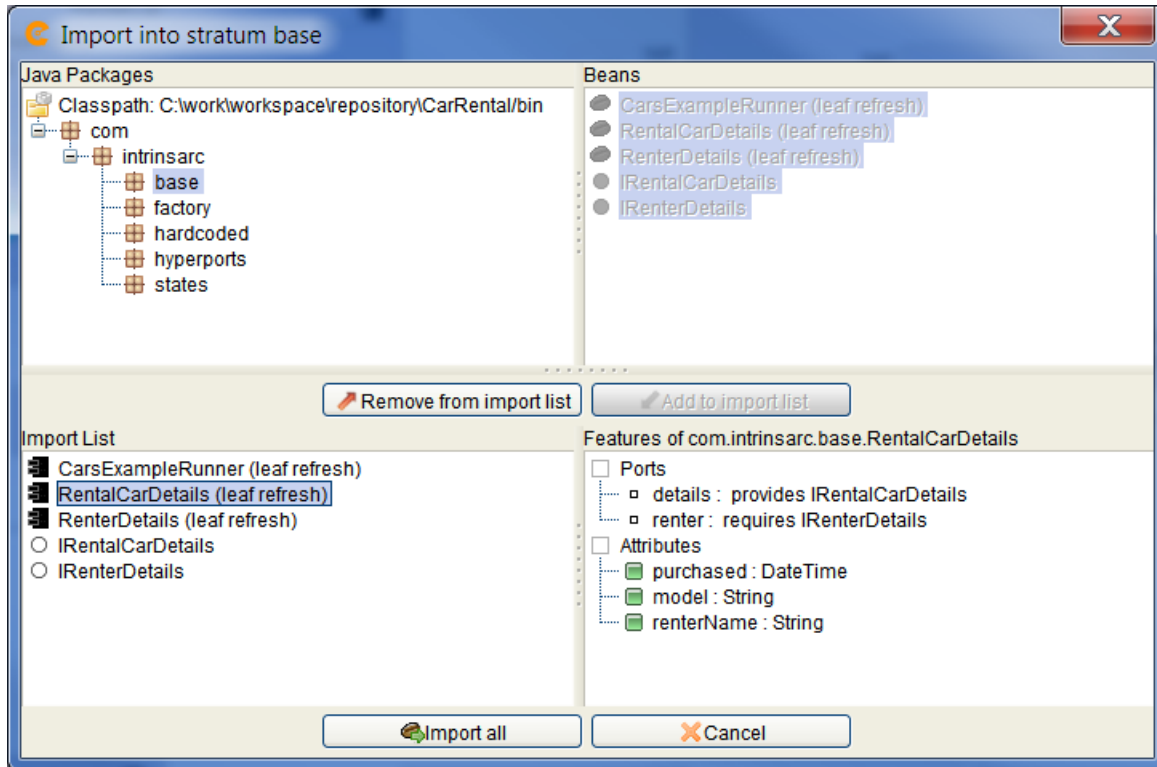 Import into stratum base
X
Java Packages
Classpath: C:\work\workspace\repository\CarRental/bin
com
intrinsarc
base
factory
hardcoded
hyperports
states
Beans
CarsExampleRunner (leaf refresh)
RentalCarDetails (leaf refresh)
RenterDetails (leaf refresh)
IRentalCarDetails
IRenterDetails
Remove from import list
Add to import list
Import List
CarsExampleRunner (leaf refresh)
RentalCarDetails (leaf refresh)
RenterDetails (leaf refresh)
IRentalCarDetails
IRenterDetails
Features of com.intrinsarc.base.RentalCarDetails
Ports
details : provides IRentalCarDetails
renter : requires IRenterDetails
Attributes
purchased : DateTime
model : String
renterName : String
Import all
Cancel